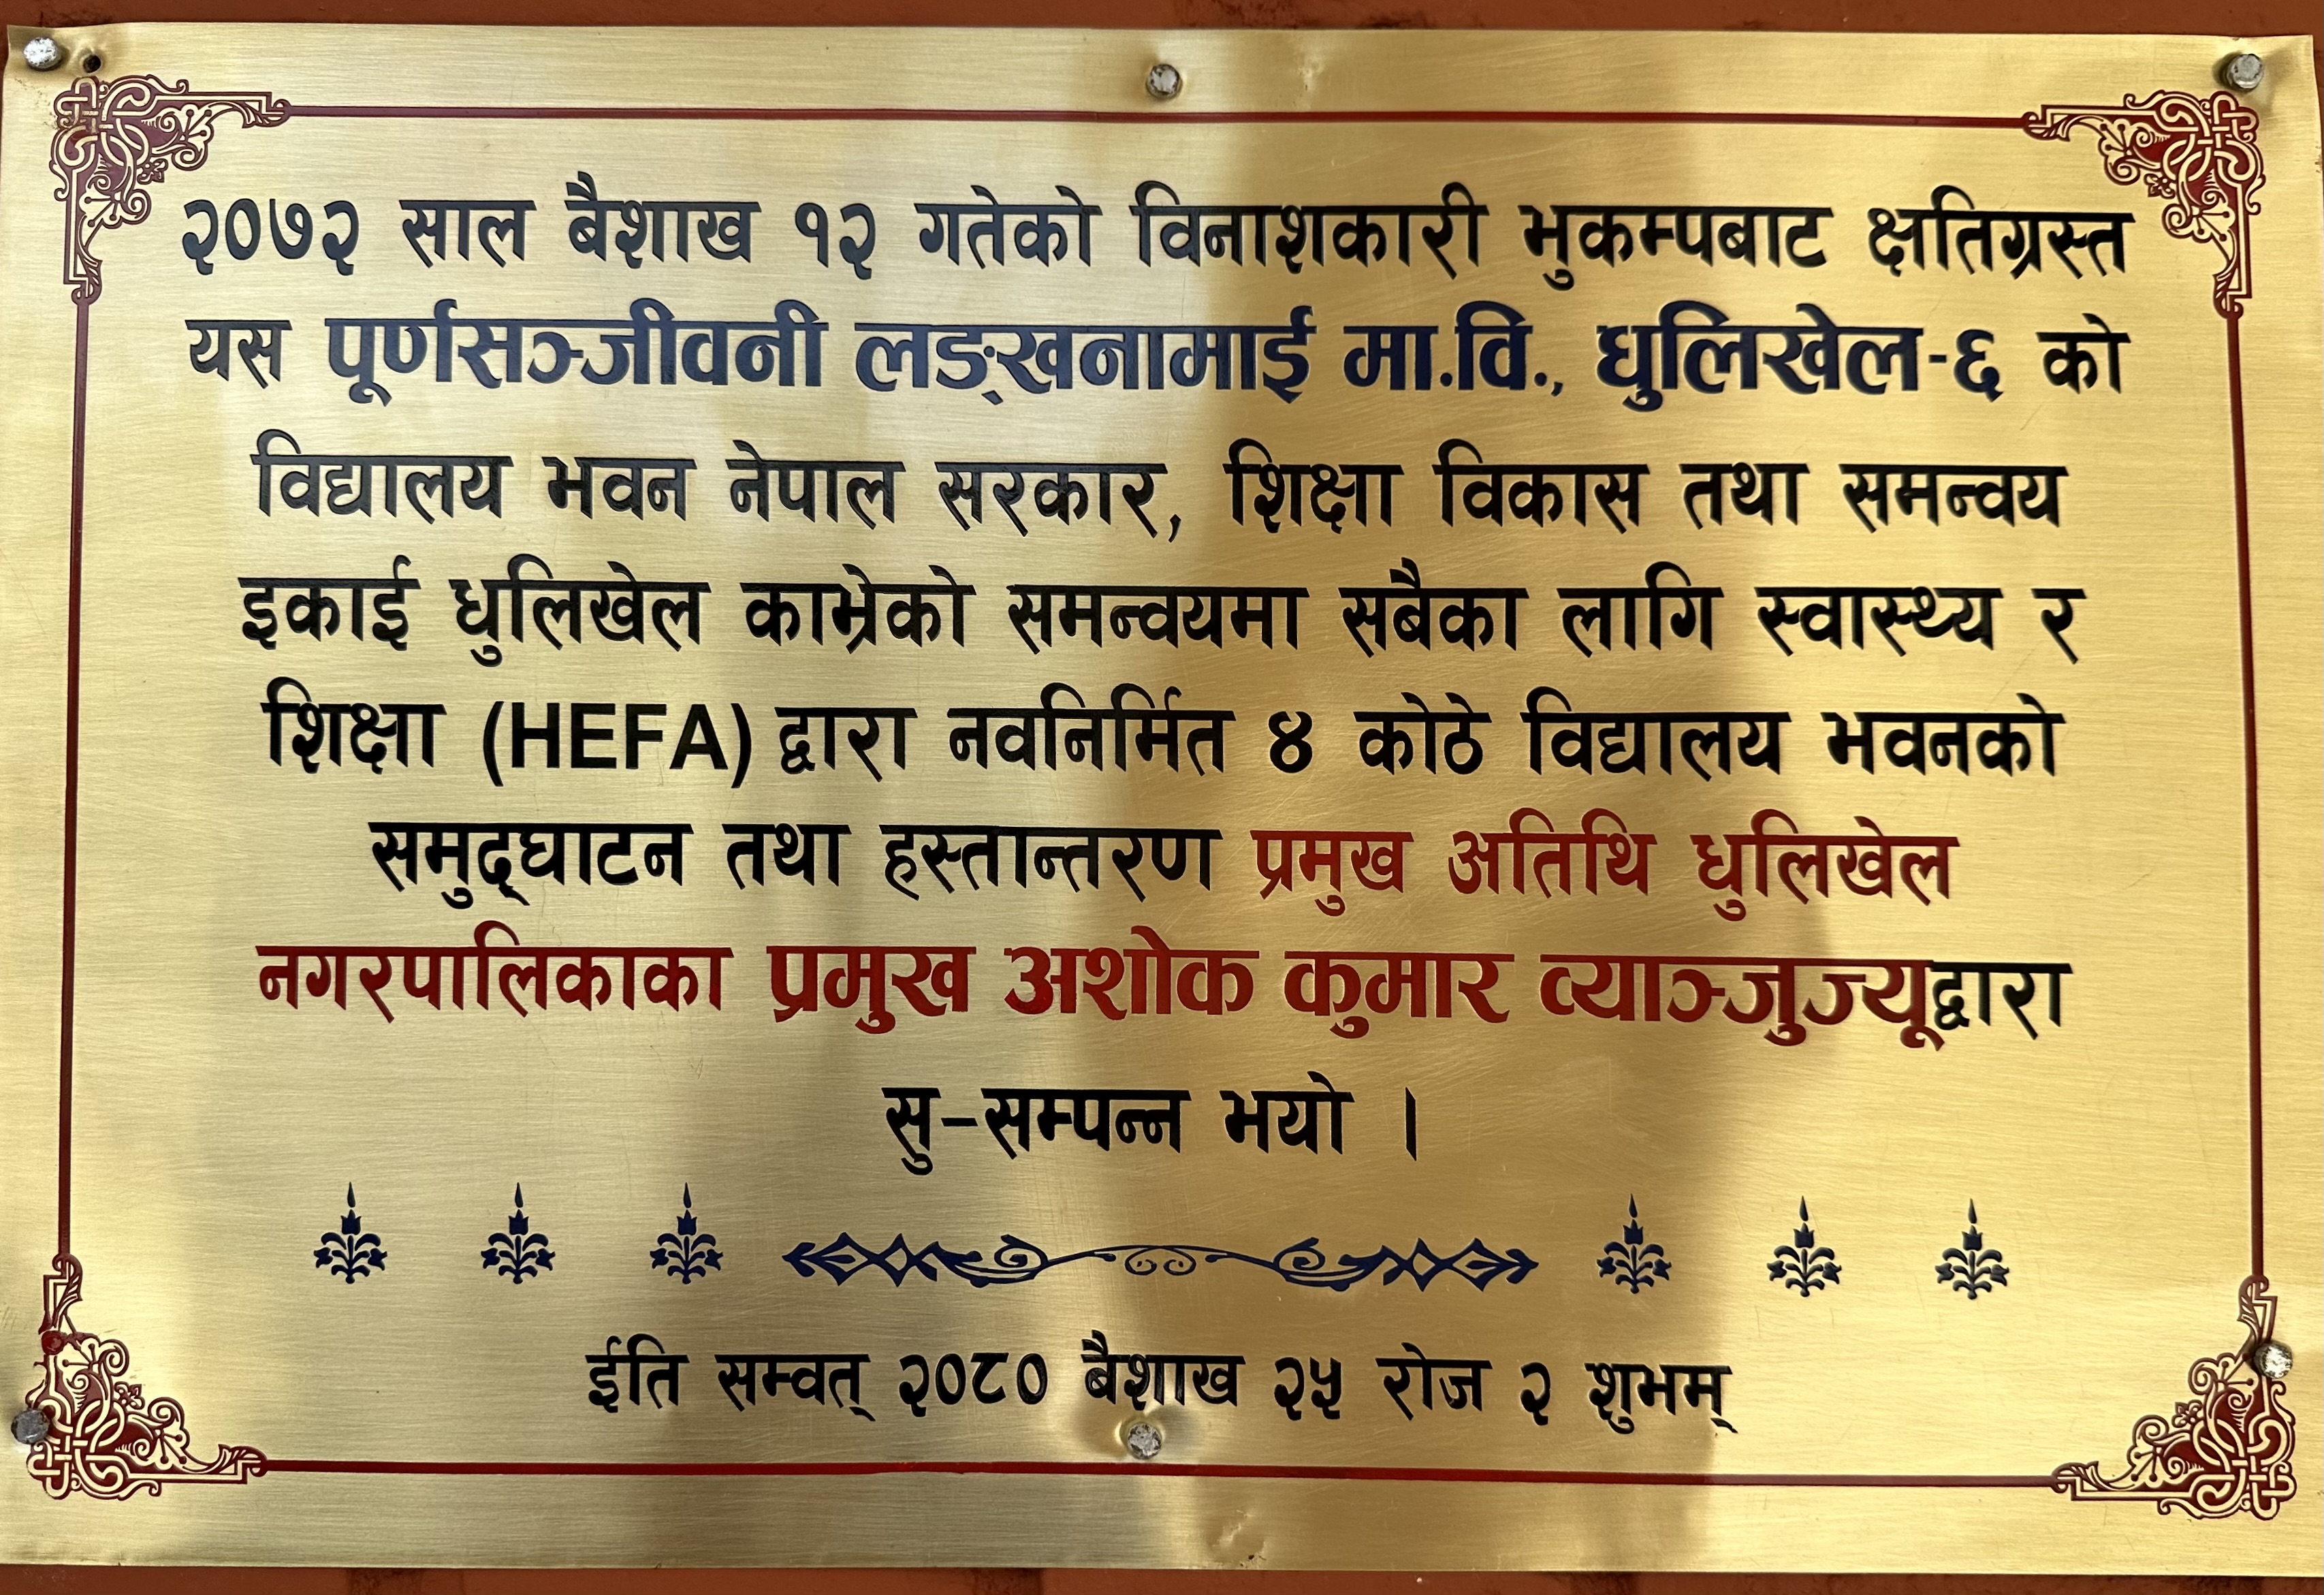 २०७२ साल बैशाख १२ गतेको विनाशकारी भुकम्पबाट क्षतिग्रस्त
यस पूर्णसञ्जीवनी लङ्खनामाई मा.वि., धुलिखेल-६ को
विद्यालय भवन नेपाल सरकार, शिक्षा विकास तथा समन्वय
इकाई धुलिखेल काभ्रेको समन्वयमा सबैका लागि स्वास्थ्य र
शिक्षा (HEFA) द्वारा नवनिर्मित ४ कोठे विद्यालय भवनको
समुद्‌घाटन तथा हस्तान्तरण प्रमुख अतिथि धुलिखेल
नगरपालिकाका प्रमुख अशोक कुमार व्याञ्जुज्यूद्वारा
सु-सम्पन्न भयो ।
ईति सम्वत् २०८० बैशाख २५ रोज २ शुभम्